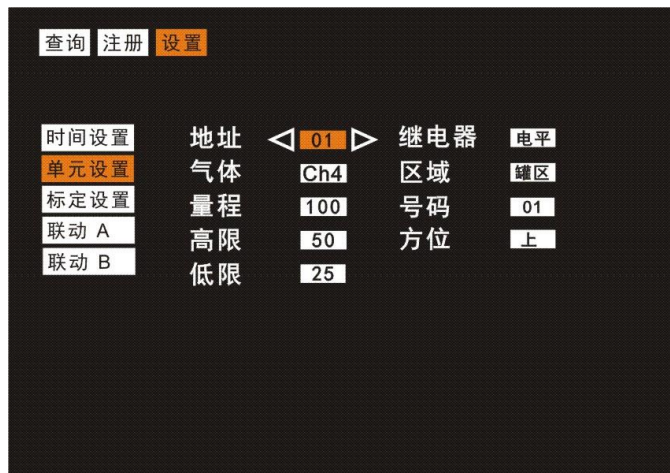 查询 注册 设置
时间设置 地址 01 继电器 电平
单元设置 气体 Ch4 区域 罐区
标定设置 量程 100 号码 01
联动 A 高限 50 方位 上
联动 B 低限 25